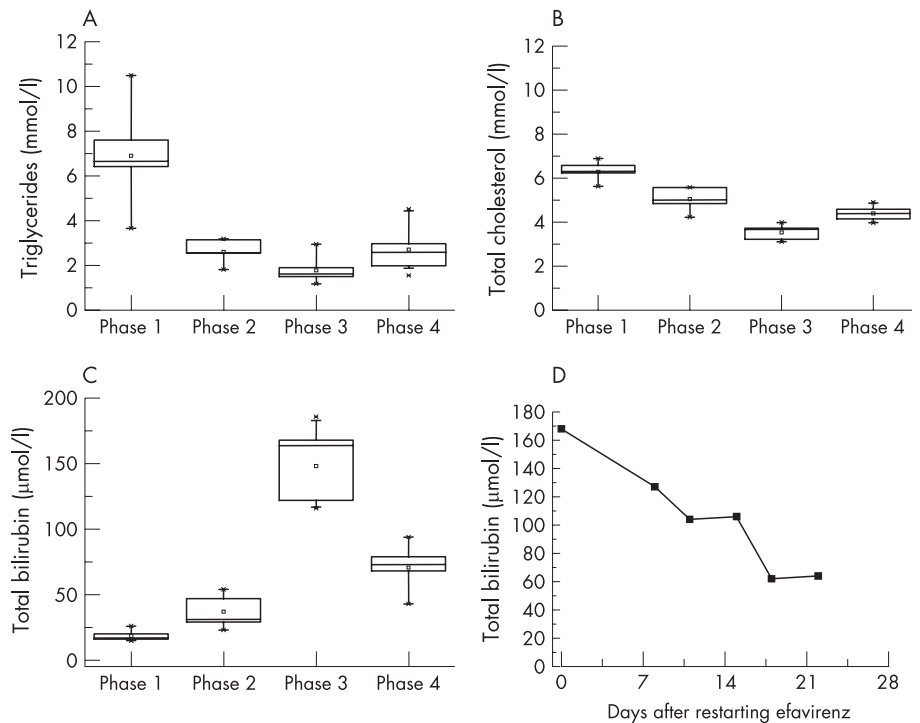 A
Triglycerides (mmol/l)
12
10
8
6
4
2
0
Phase 1 Phase 2 Phase 3 Phase 4
B
Total cholesterol (mmol/l)
12
10
8
6
4
2
0
Phase 1 Phase 2 Phase 3 Phase 4
C
Total bilirubin (μmol/l)
200
150
100
50
0
Phase 1 Phase 2 Phase 3 Phase 4
D
Total bilirubin (μmol/l)
180
160
140
120
100
80
60
40
20
0
0 7 14 21 28
Days after restarting efavirenz